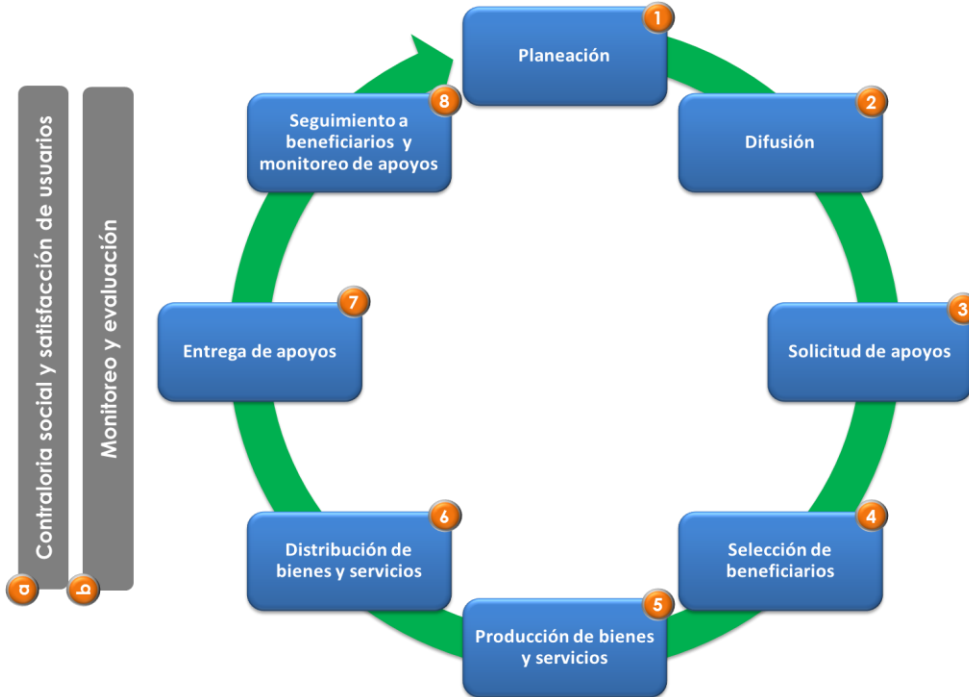 1
Planeación
2
Difusión
3
Solicitud de apoyos
4
Selección de
beneficiarios
5
Producción de bienes
y servicios
6
Distribución de
bienes y servicios
7
Entrega de apoyos
8
Seguimiento a
beneficiarios y
monitoreo de apoyos
a
Contraloria social y satisfacción de usuarios
b
Monitoreo y evaluación